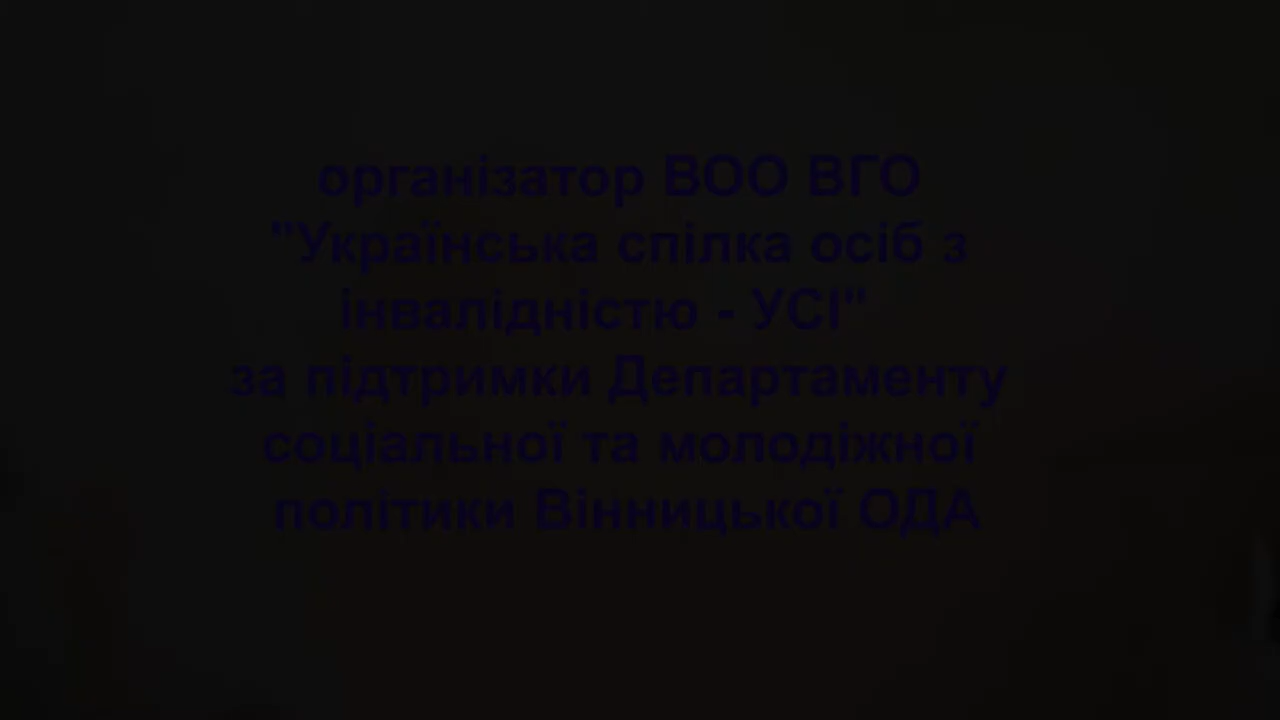 організатор ВОО ВГО
"Українська спілка осіб з
інвалідністю - УСІ"
за підтримки Департаменту
соціальної та молодіжної
політики Вінницької ОДА